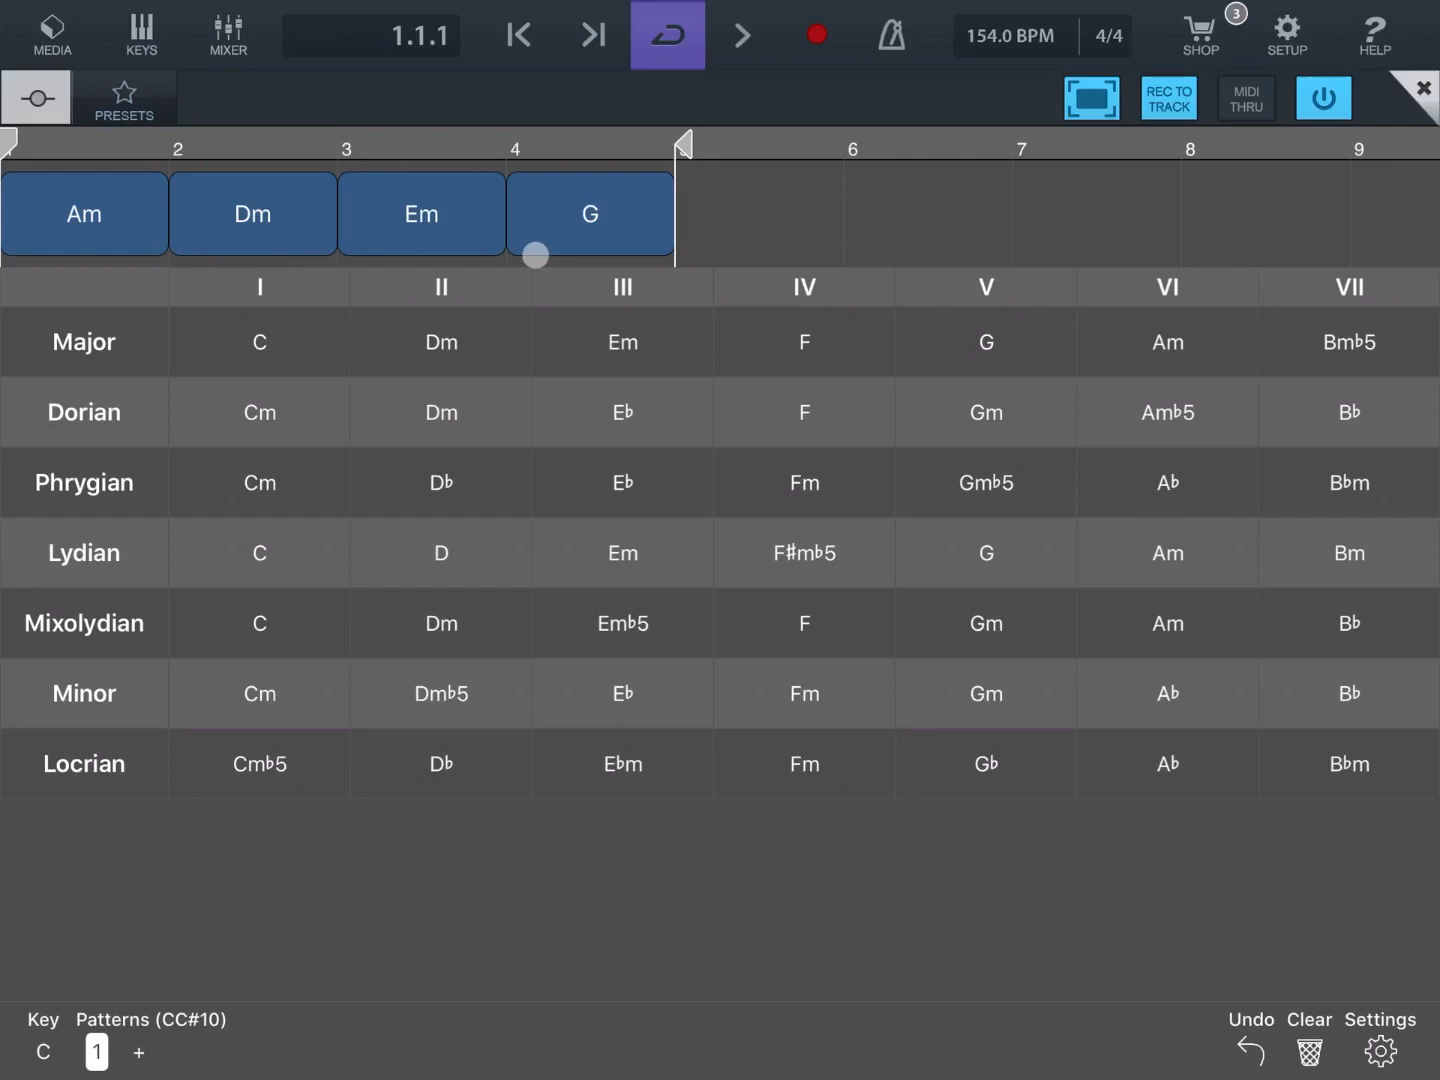 MEDIA KEYS MIXER 1.1.1 154.0 BPM 4/4 SHOP 3 SETUP ? HELP
PRESETS REC TO TRACK MIDI THRU
2 3 4 6 7 8 9
Am Dm Em G
I II III IV V VI VII
Major C Dm Em F G Am Bm♭5
Dorian Cm Dm E♭ F Gm Am♭5 B♭
Phrygian Cm D♭ E♭ Fm Gm♭5 A♭ B♭m
Lydian C D Em F♯m♭5 G Am Bm
Mixolydian C Dm Em♭5 F Gm Am B♭
Minor Cm Dm♭5 E♭ Fm Gm A♭ B♭
Locrian Cm♭5 D♭ E♭m Fm G♭ A♭ B♭m
Key Patterns (CC#10) Undo Clear Settings
C 1 +